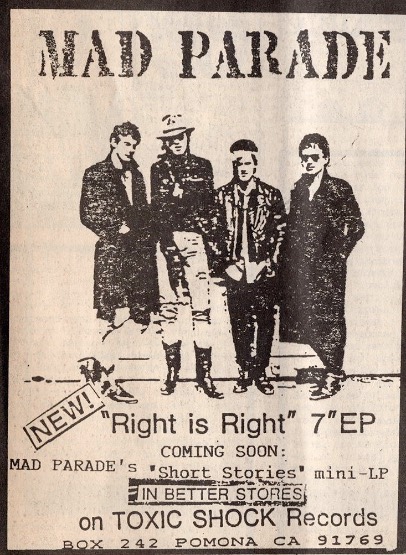 MAD PARADE
NEW!
"Right is Right" 7"EP
COMING SOON:
MAD PARADE's "Short Stories" mini-LP
IN BETTER STORES
on TOXIC SHOCK Records
BOX 242 POMONA CA 91769